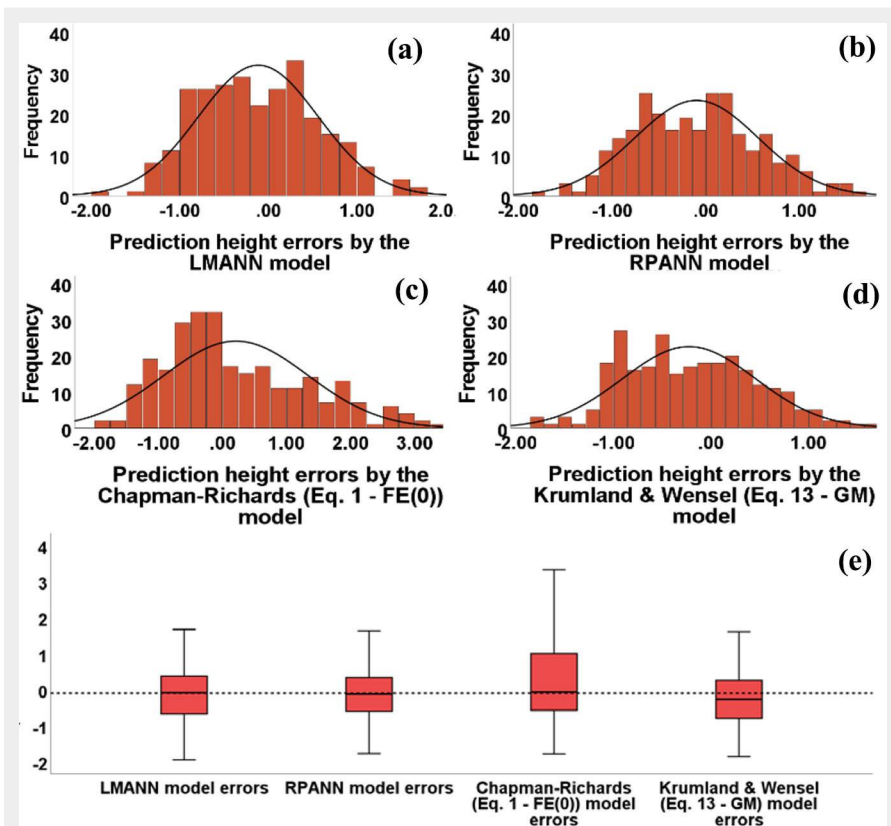 (a)
40
30
20
10
0
Frequency
-2.00 -1.00 .00 1.00 2.0
Prediction height errors by the
LMANN model
(b)
40
30
20
10
0
Frequency
-2.00 -1.00 .00 1.00
Prediction height errors by the
RPANN model
(c)
40
30
20
10
0
Frequency
-1.00 .00 1.00 2.00 3.00
Prediction height errors by the
Chapman-Richards (Eq. 1 - FE(0))
model
(d)
40
30
20
10
0
Frequency
-2.00 -1.00 .00 1.00
Prediction height errors by the
Krumland & Wensel (Eq. 13 - GM)
model
(e)
4
3
2
1
0
-1
-2
LMANN model errors
RPANN model errors
Chapman-Richards
(Eq. 1 - FE(0)) model
errors
Krumland & Wensel
(Eq. 13 - GM) model
errors